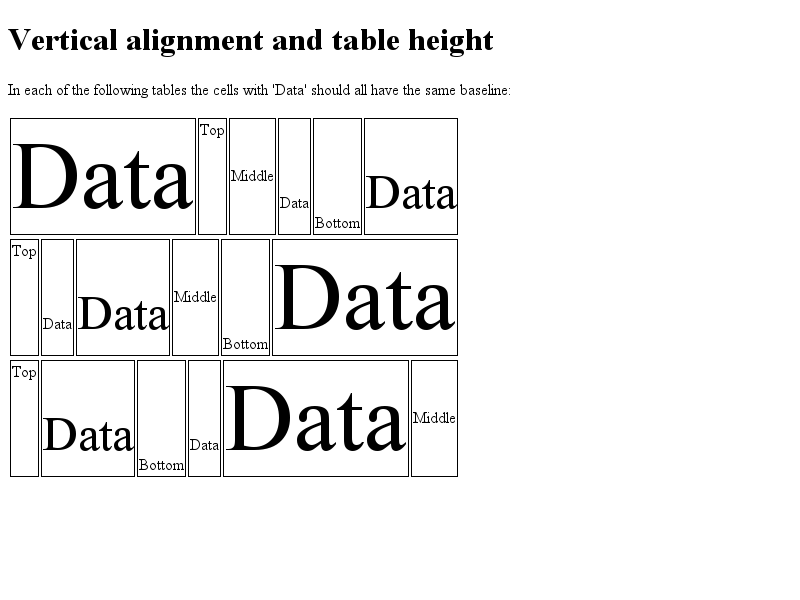 Vertical alignment and table height
In each of the following tables the cells with 'Data' should all have the same baseline:
Data Top Middle Data Bottom Data
Top Data Data Middle Bottom Data
Top Data Bottom Data Data Middle